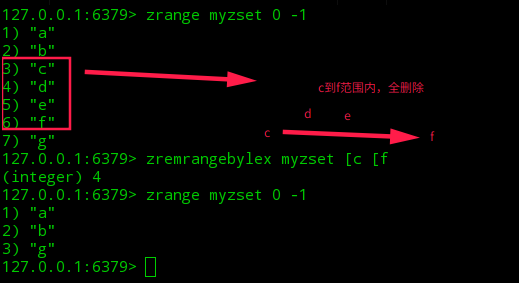 127.0.0.1:6379> zrange myzset 0 -1
1) "a"
2) "b"
3) "c"
4) "d"
5) "e"
6) "f"
7) "g"
c到f范围内，全删除
d e
c f
127.0.0.1:6379> zremrangebylex myzset [c [f
(integer) 4
127.0.0.1:6379> zrange myzset 0 -1
1) "a"
2) "b"
3) "g"
127.0.0.1:6379>